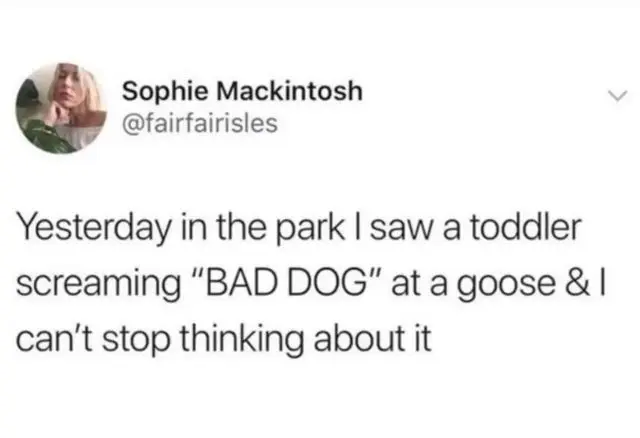 Sophie Mackintosh
@fairfairisles
Yesterday in the park I saw a toddler
screaming "BAD DOG" at a goose & I
can't stop thinking about it